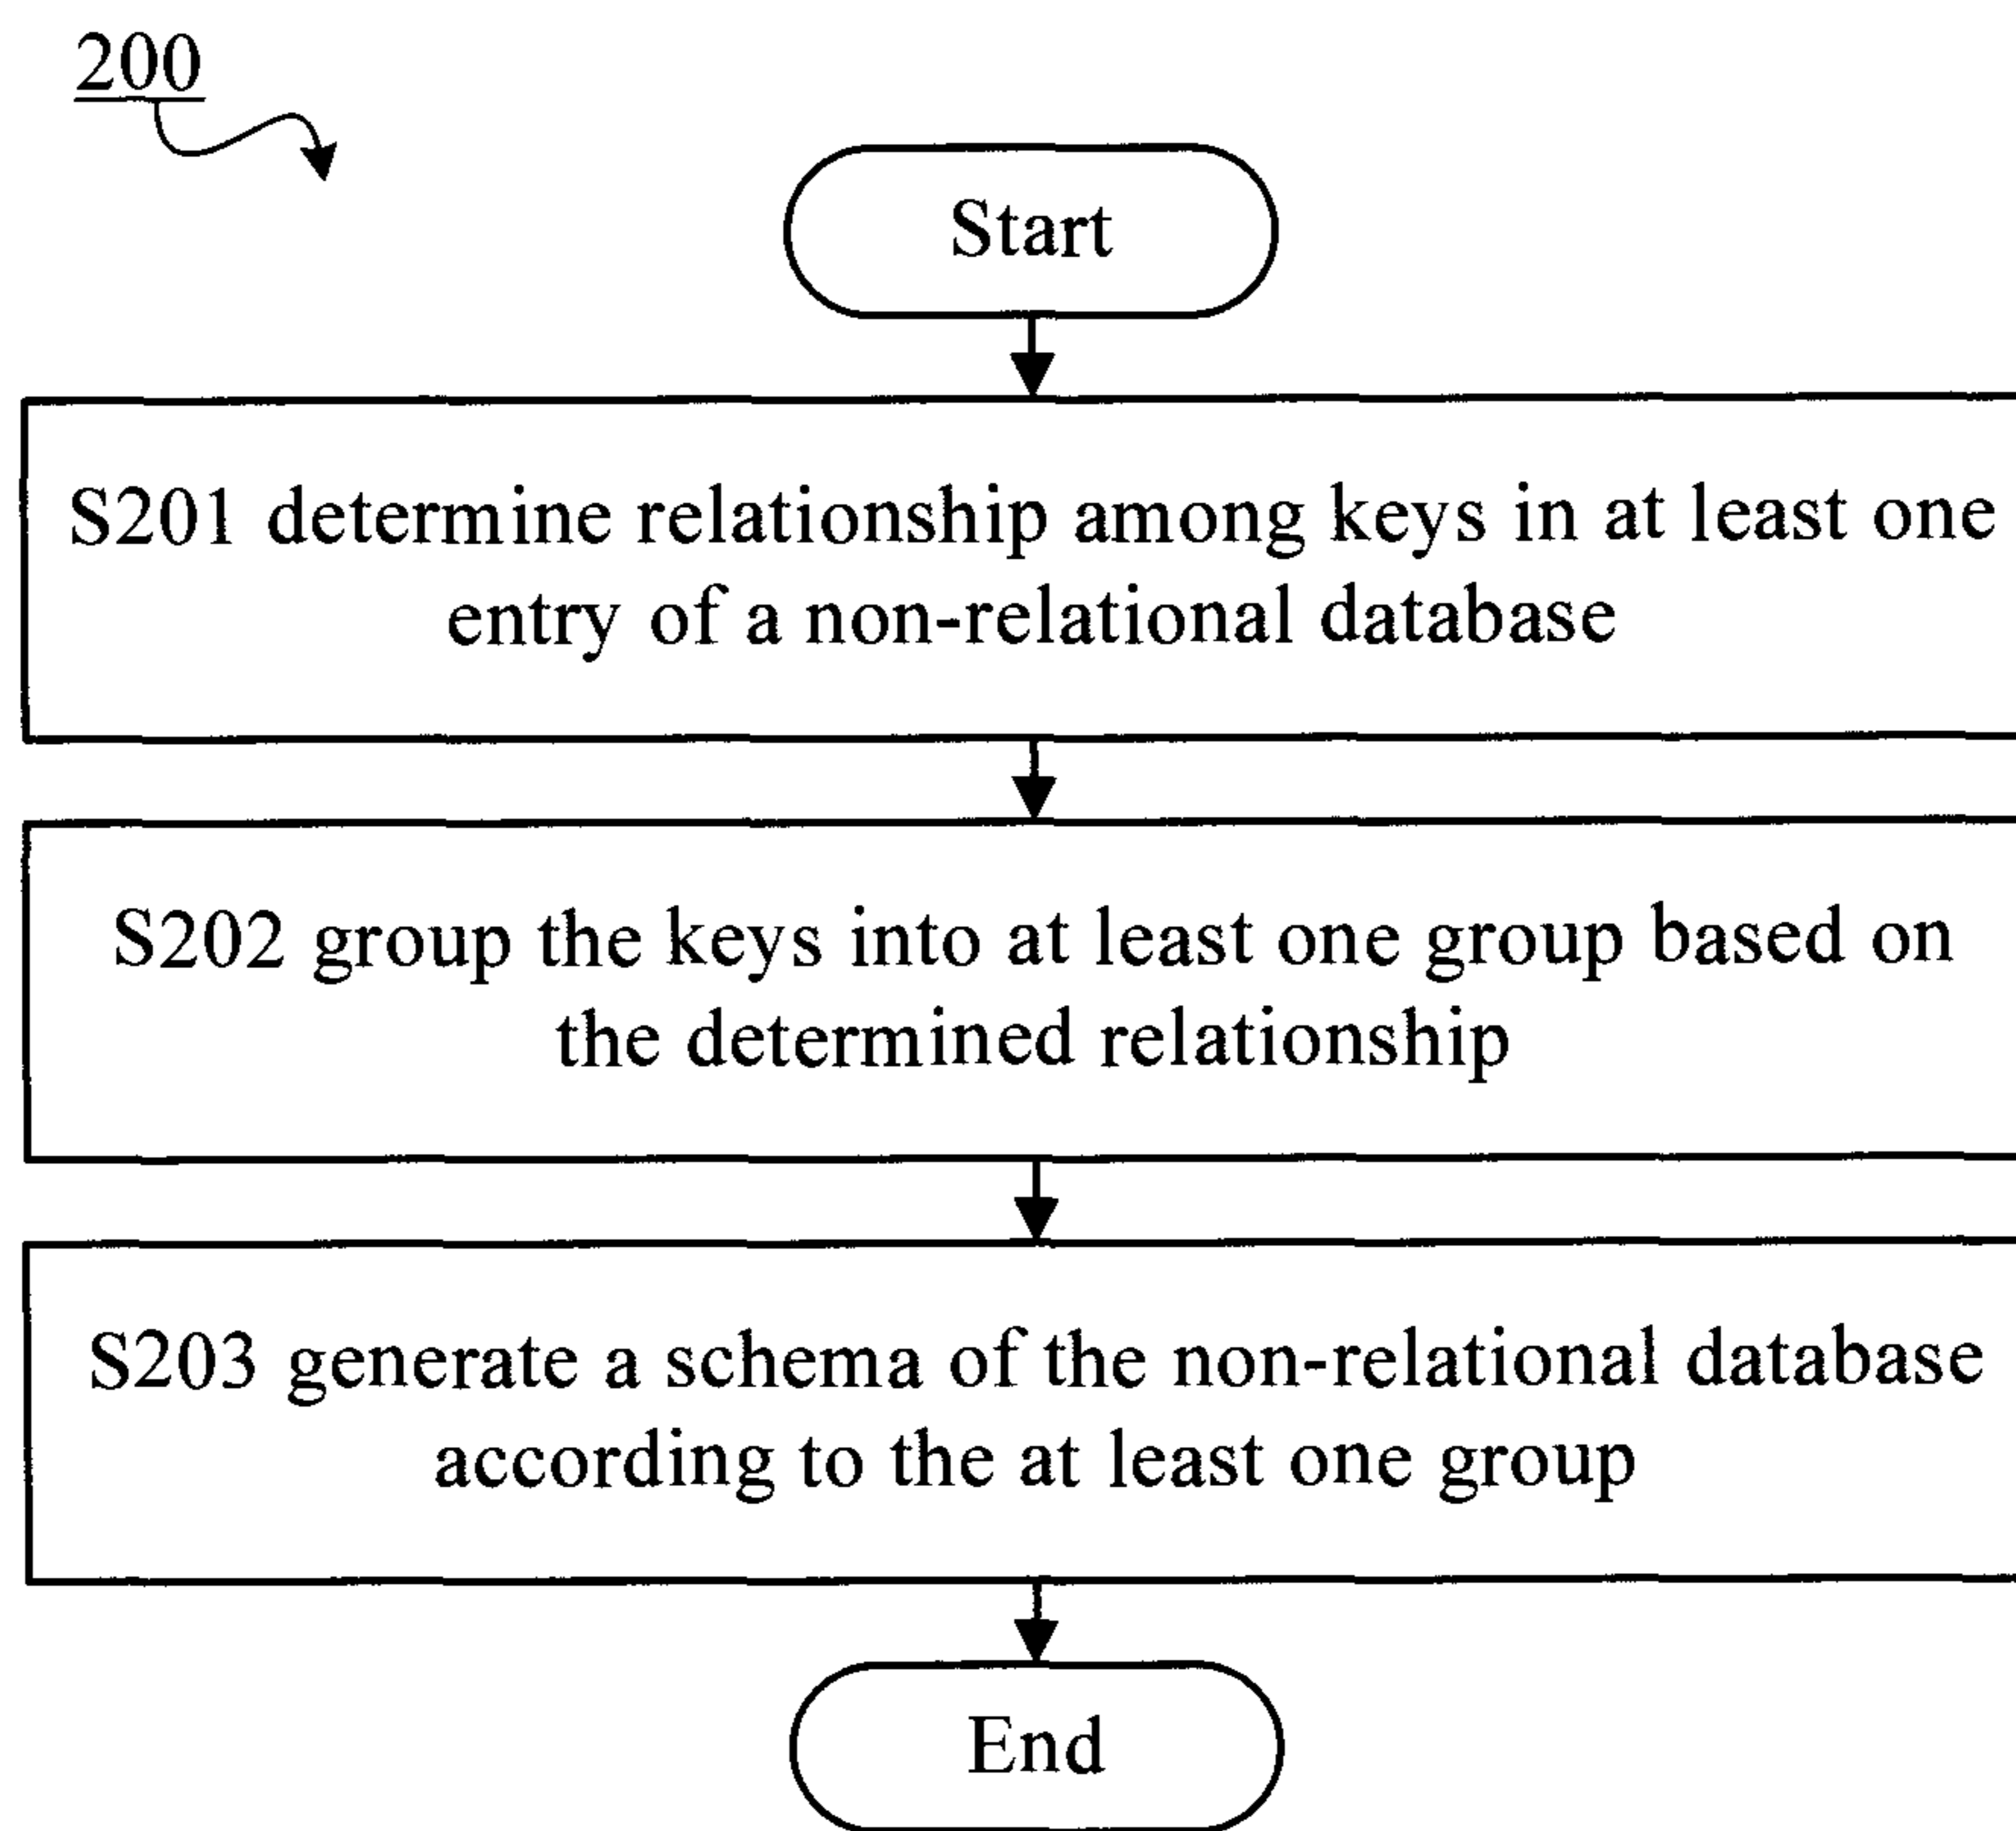 200
Start
S201 determine relationship among keys in at least one
entry of a non-relational database
S202 group the keys into at least one group based on
the determined relationship
S203 generate a schema of the non-relational database
according to the at least one group
End